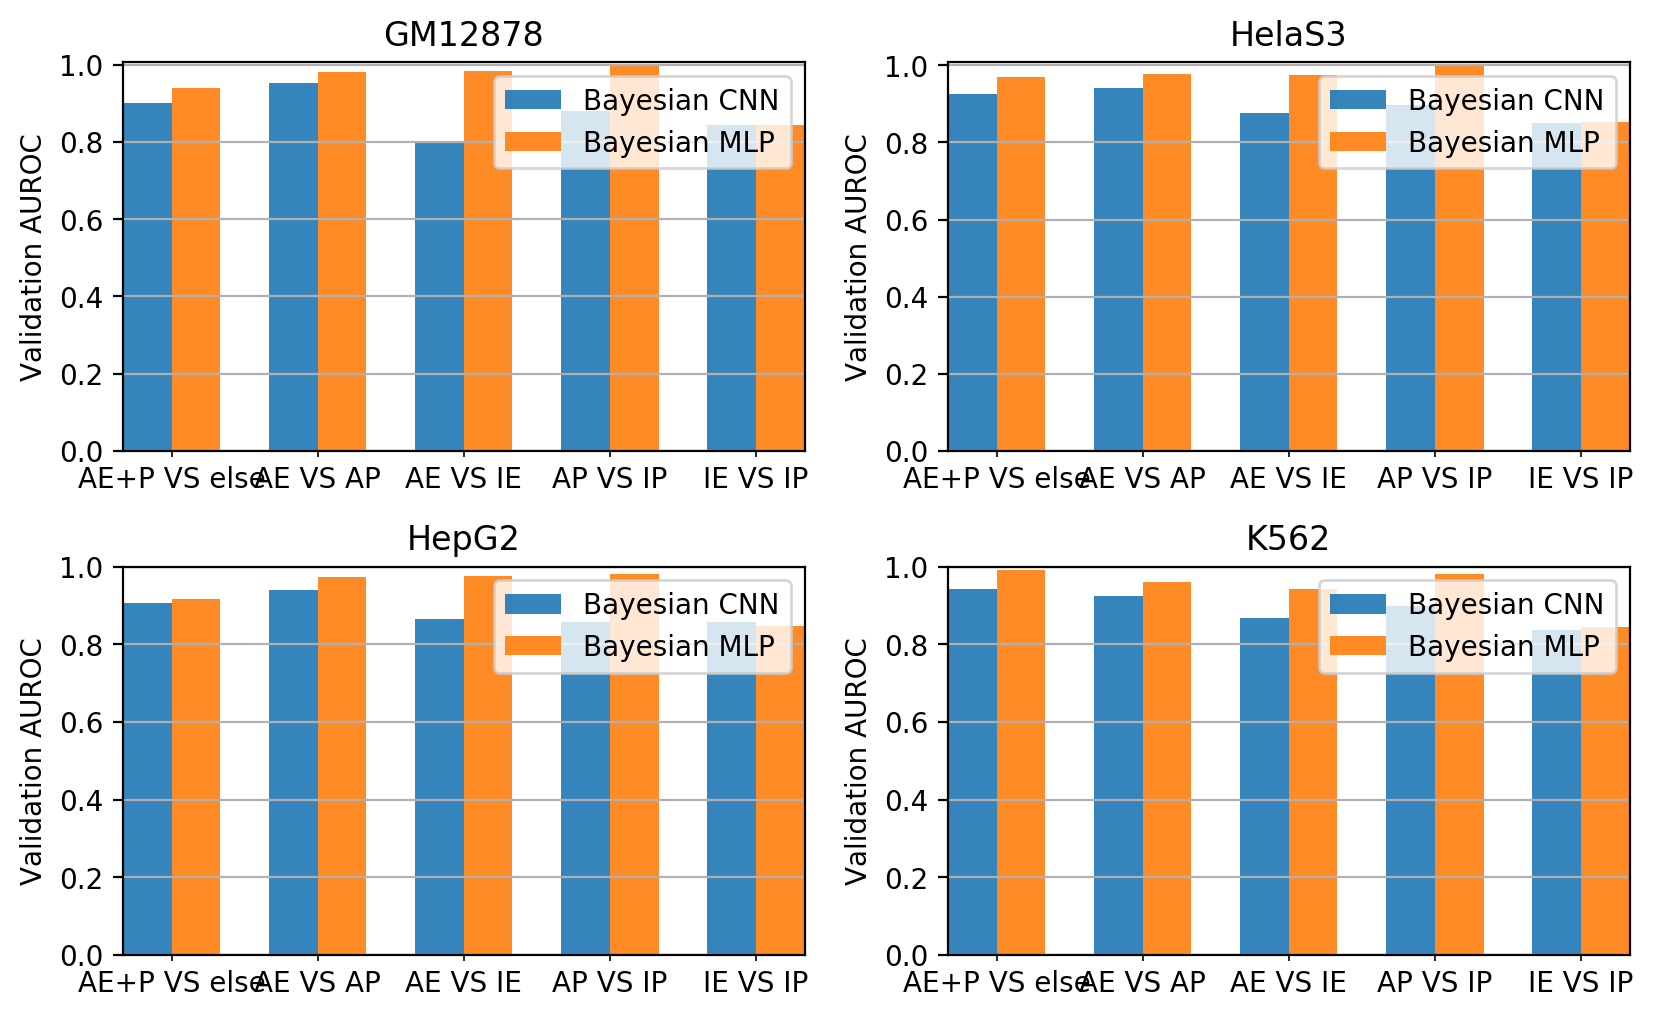 GM12878
Validation AUROC
1.0
0.8
0.6
0.4
0.2
0.0
Bayesian CNN
Bayesian MLP
AE+P VS else
AE VS AP
AE VS IE
AP VS IP
IE VS IP
HelaS3
Validation AUROC
1.0
0.8
0.6
0.4
0.2
0.0
Bayesian CNN
Bayesian MLP
AE+P VS else
AE VS AP
AE VS IE
AP VS IP
IE VS IP
HepG2
Validation AUROC
1.0
0.8
0.6
0.4
0.2
0.0
Bayesian CNN
Bayesian MLP
AE+P VS else
AE VS AP
AE VS IE
AP VS IP
IE VS IP
K562
Validation AUROC
1.0
0.8
0.6
0.4
0.2
0.0
Bayesian CNN
Bayesian MLP
AE+P VS else
AE VS AP
AE VS IE
AP VS IP
IE VS IP